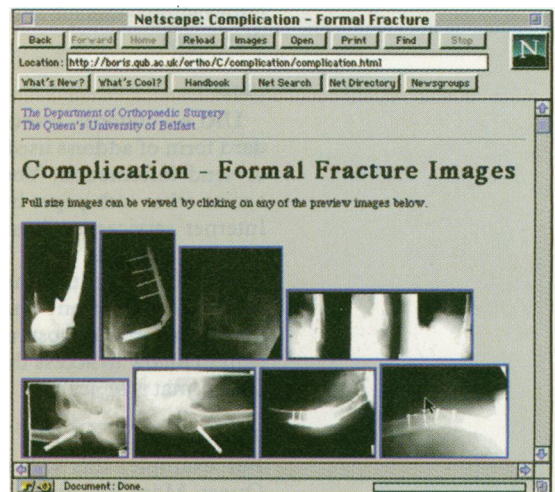 Netscape: Complication - Formal Fracture
Back Forward Home Reload Images Open Print Find Stop
N
Location: http://boris.qub.ac.uk/ortho/C/complication/complication.html
What's New? What's Cool? Handbook Net Search Net Directory Newsgroups
The Department of Orthopaedic Surgery
The Queen's University of Belfast
Complication - Formal Fracture Images
Full size images can be viewed by clicking on any of the preview images below.
Document: Done.